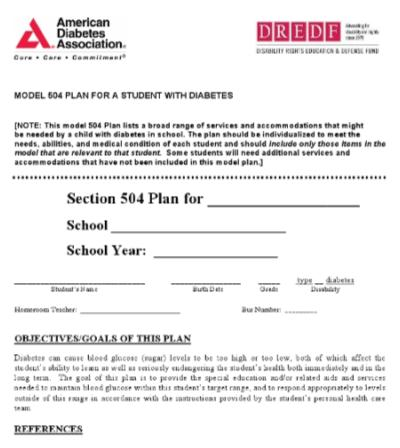 American
Diabetes
Association®
Cure • Care • Commitment®
DREDF
Advocating for
disability civil rights
since 1979
DISABILITY RIGHTS EDUCATION & DEFENSE FUND
MODEL 504 PLAN FOR A STUDENT WITH DIABETES
[NOTE: This model 504 Plan lists a broad range of services and accommodations that might
be needed by a child with diabetes in school. The plan should be individualized to meet the
needs, abilities, and medical condition of each student and should include only those items in the
model that are relevant to that student. Some students will need additional services and
accommodations that have not been included in this model plan.]
Section 504 Plan for ____________________
School ____________________
School Year: ____________________
type __ diabetes
Student's Name Birth Date Grade Disability
Homeroom Teacher: ____________________ Bus Number: ________
OBJECTIVES/GOALS OF THIS PLAN
Diabetes can cause blood glucose (sugar) levels to be too high or too low, both of which affect the
student's ability to learn as well as seriously endangering the student's health both immediately and in the
long term. The goal of this plan is to provide the special education and/or related aids and services
needed to maintain blood glucose within this student's target range, and to respond appropriately to levels
outside of this range in accordance with the instructions provided by the student's personal health care
team.
REFERENCES